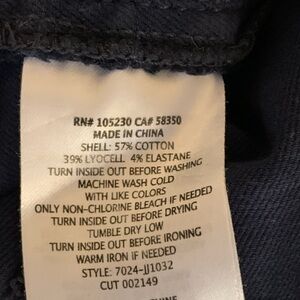 RN# 105230 CA# 58350
MADE IN CHINA
SHELL: 57% COTTON
39% LYOCELL 4% ELASTANE
TURN INSIDE OUT BEFORE WASHING
MACHINE WASH COLD
WITH LIKE COLORS
ONLY NON-CHLORINE BLEACH IF NEEDED
TURN INSIDE OUT BEFORE DRYING
TUMBLE DRY LOW
TURN INSIDE OUT BEFORE IRONING
WARM IRON IF NEEDED
STYLE: 7024-JJ1032
CUT 002149